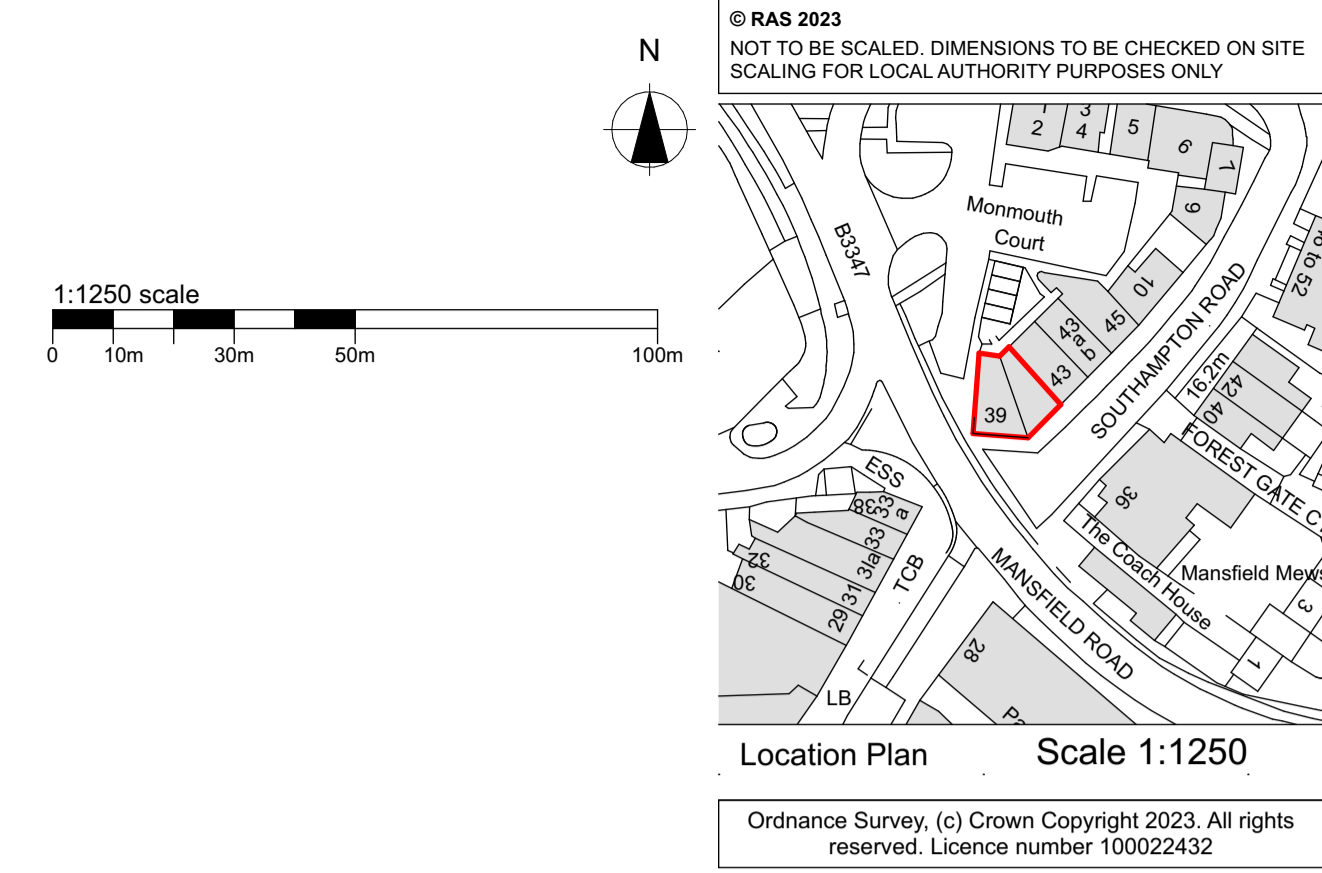 © RAS 2023
NOT TO BE SCALED. DIMENSIONS TO BE CHECKED ON SITE
SCALING FOR LOCAL AUTHORITY PURPOSES ONLY
N
1:1250 scale
0 10m 30m 50m 100m
1
2
3
4
5
6
7
9
Monmouth
Court
B3347
10
45
43
a
b
43
39
SOUTHAMPTON ROAD
to 52
16.2m
42
40
FOREST GATE C
36
The Coach House
Mansfield Mews
3
1
ESS
38
33
a
33
31a
31
29
32
30
TCB
LB
MANSFIELD ROAD
28
Location Plan
Scale 1:1250
Ordnance Survey, (c) Crown Copyright 2023. All rights
reserved. Licence number 100022432